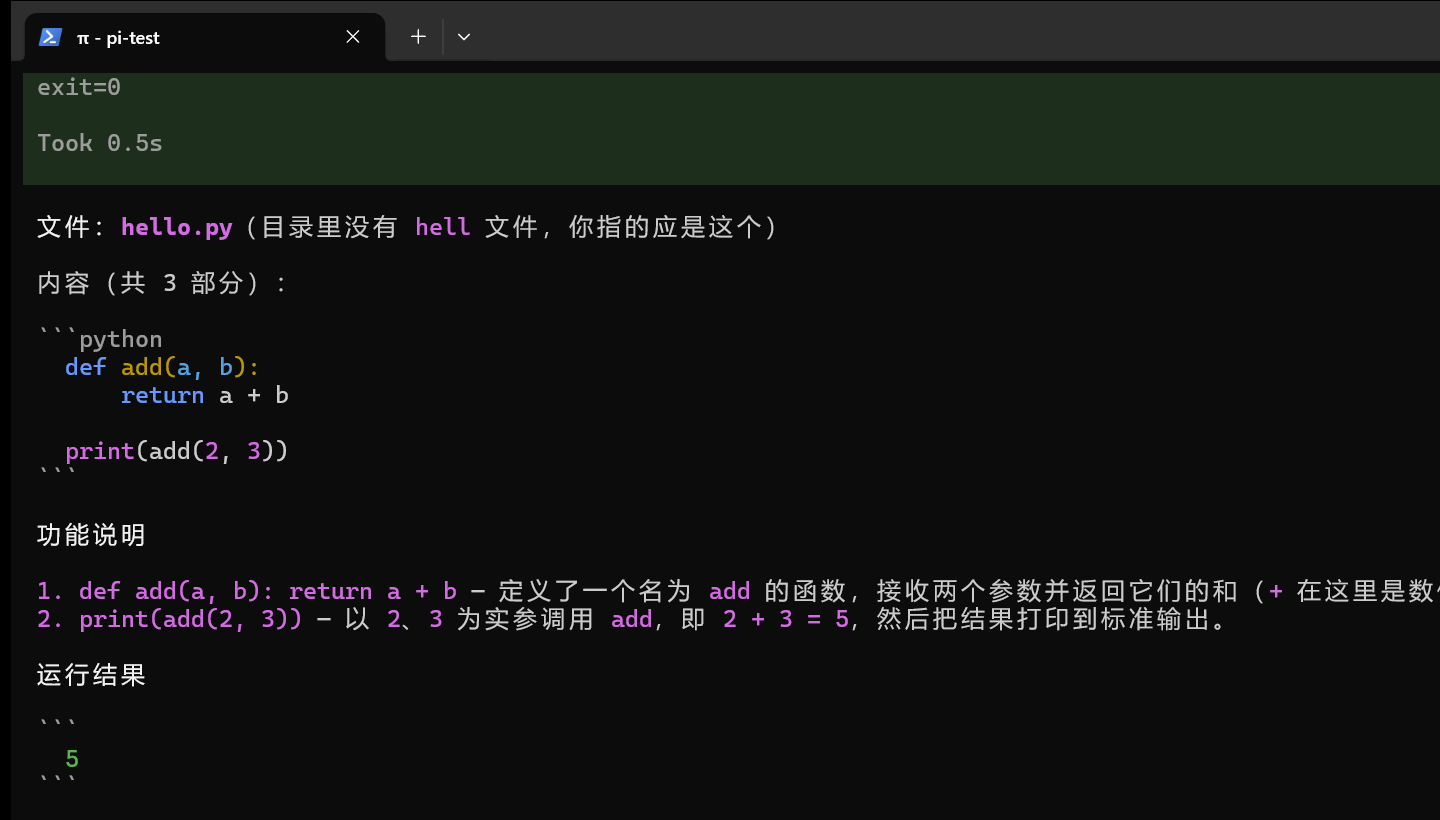 π - pi-test
exit=0
Took 0.5s
文件：hello.py（目录里没有 hell 文件，你指的应是这个）
内容（共 3 部分）：
```python
  def add(a, b):
      return a + b
  print(add(2, 3))
```
功能说明
1. def add(a, b): return a + b — 定义了一个名为 add 的函数，接收两个参数并返回它们的和（+ 在这里是数
2. print(add(2, 3)) — 以 2、3 为实参调用 add，即 2 + 3 = 5，然后把结果打印到标准输出。
运行结果
```
  5
```